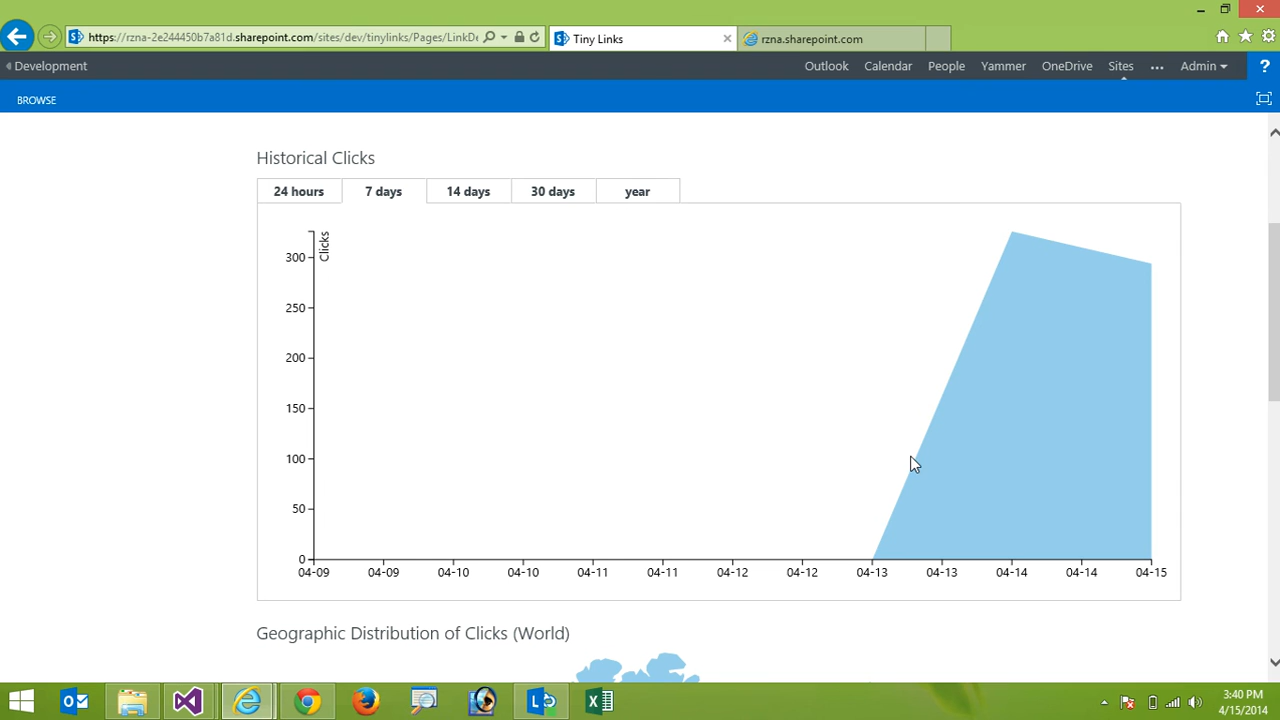 https://rzna-2e244450b7a81d.sharepoint.com/sites/dev/tinylinks/Pages/LinkDe
Tiny Links
rzna.sharepoint.com
Development
Outlook
Calendar
People
Yammer
OneDrive
Sites
...
Admin
?
BROWSE
Historical Clicks
24 hours
7 days
14 days
30 days
year
Clicks
300
250
200
150
100
50
0
04-09
04-09
04-10
04-10
04-11
04-11
04-12
04-12
04-13
04-13
04-14
04-14
04-15
Geographic Distribution of Clicks (World)
3:40 PM
4/15/2014